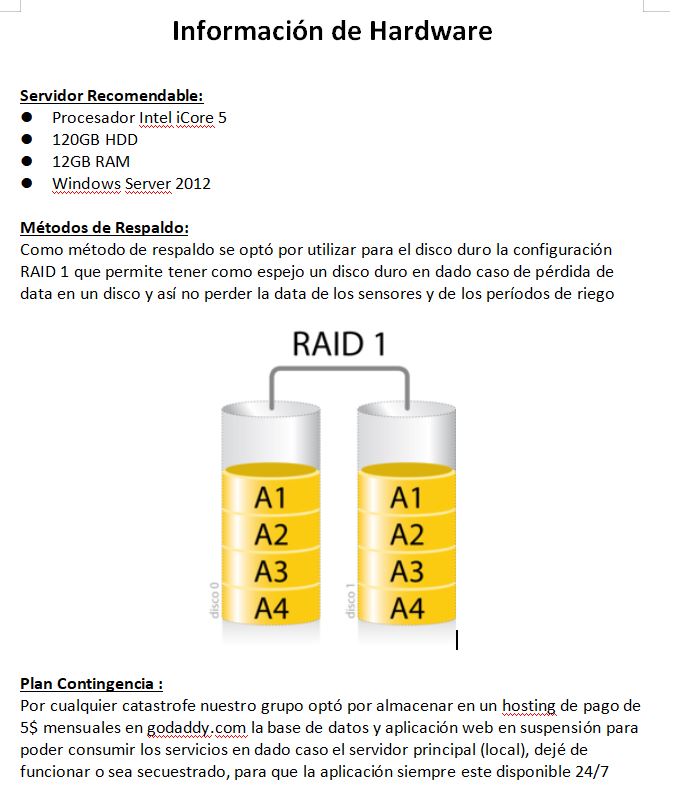 Información de Hardware
Servidor Recomendable:
● Procesador Intel iCore 5
● 120GB HDD
● 12GB RAM
● Windows Server 2012
Métodos de Respaldo:
Como método de respaldo se optó por utilizar para el disco duro la configuración
RAID 1 que permite tener como espejo un disco duro en dado caso de pérdida de
data en un disco y así no perder la data de los sensores y de los períodos de riego
RAID 1
A1
A2
A3
A4
disco 0
A1
A2
A3
A4
disco 1
Plan Contingencia :
Por cualquier catastrofe nuestro grupo optó por almacenar en un hosting de pago de
5$ mensuales en godaddy.com la base de datos y aplicación web en suspensión para
poder consumir los servicios en dado caso el servidor principal (local), dejé de
funcionar o sea secuestrado, para que la aplicación siempre este disponible 24/7